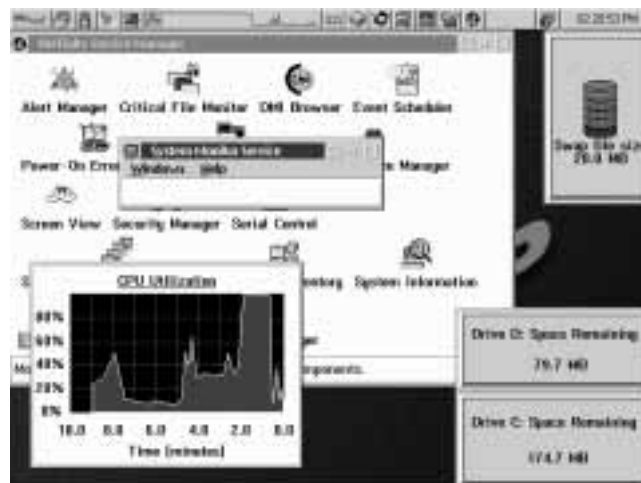 02:20:53 PM
Alert Manager
Critical File Monitor
DMI Browser
Event Scheduler
System Monitor Service
Windows Help
Power-On Erro
Manager
Screen View
Security Manager
Serial Control
System Information
Swap file size
CPU Utilization
80%
60%
40%
20%
0%
10.0 8.0 6.0 4.0 2.0 0.0
Time (minutes)
Drive D: Space Remaining
79.7 MB
Drive C: Space Remaining
174.7 MB